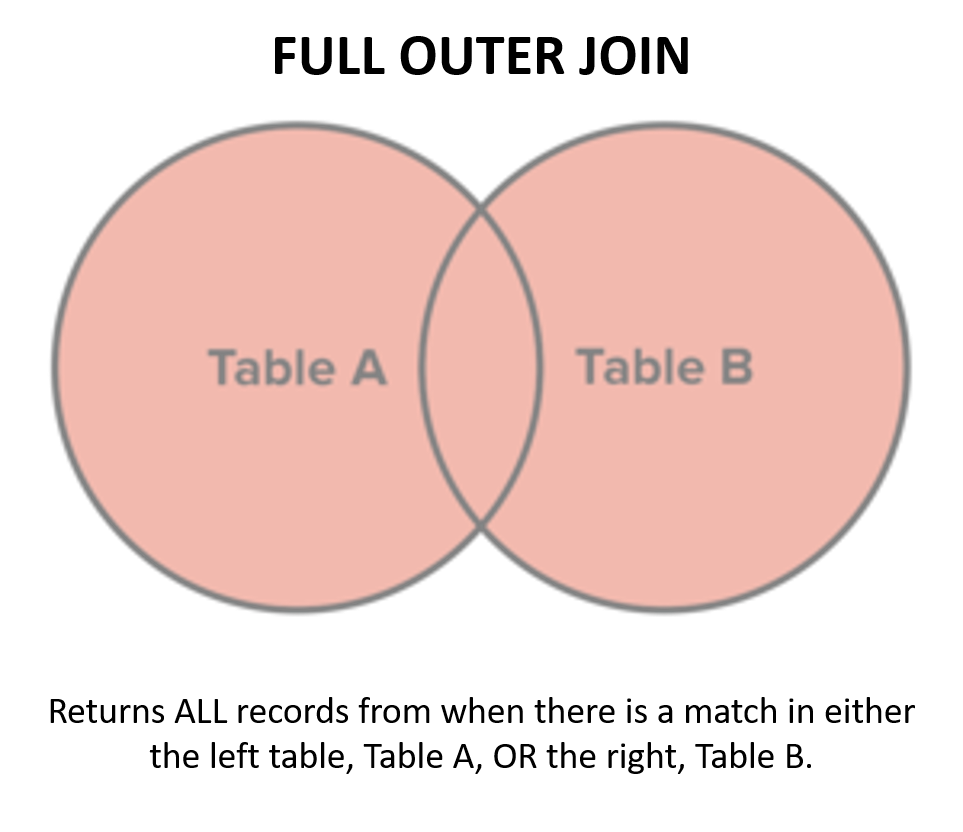 FULL OUTER JOIN
Table A
Table B
Returns ALL records from when there is a match in either
the left table, Table A, OR the right, Table B.